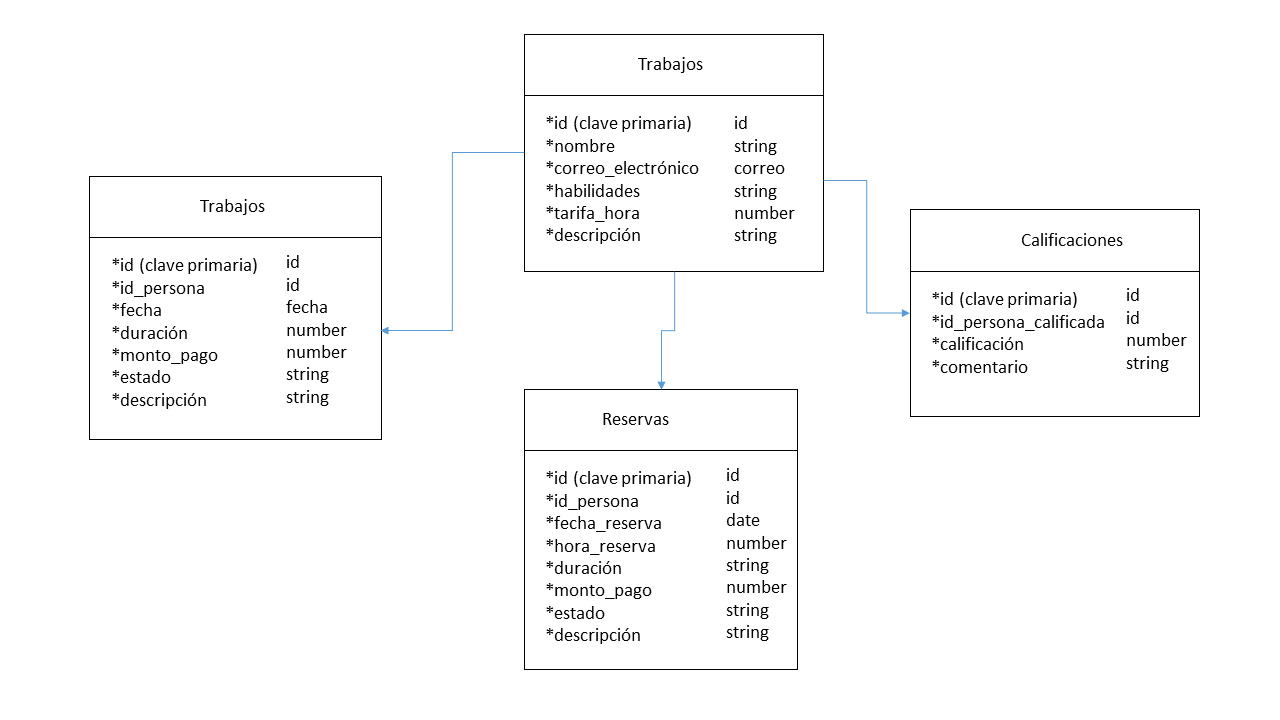 Trabajos
*id (clave primaria) id
*nombre string
*correo_electrónico correo
*habilidades string
*tarifa_hora number
*descripción string
Trabajos
*id (clave primaria) id
*id_persona id
*fecha fecha
*duración number
*monto_pago number
*estado string
*descripción string
Calificaciones
*id (clave primaria) id
*id_persona_calificada id
*calificación number
*comentario string
Reservas
*id (clave primaria) id
*id_persona id
*fecha_reserva date
*hora_reserva number
*duración string
*monto_pago number
*estado string
*descripción string